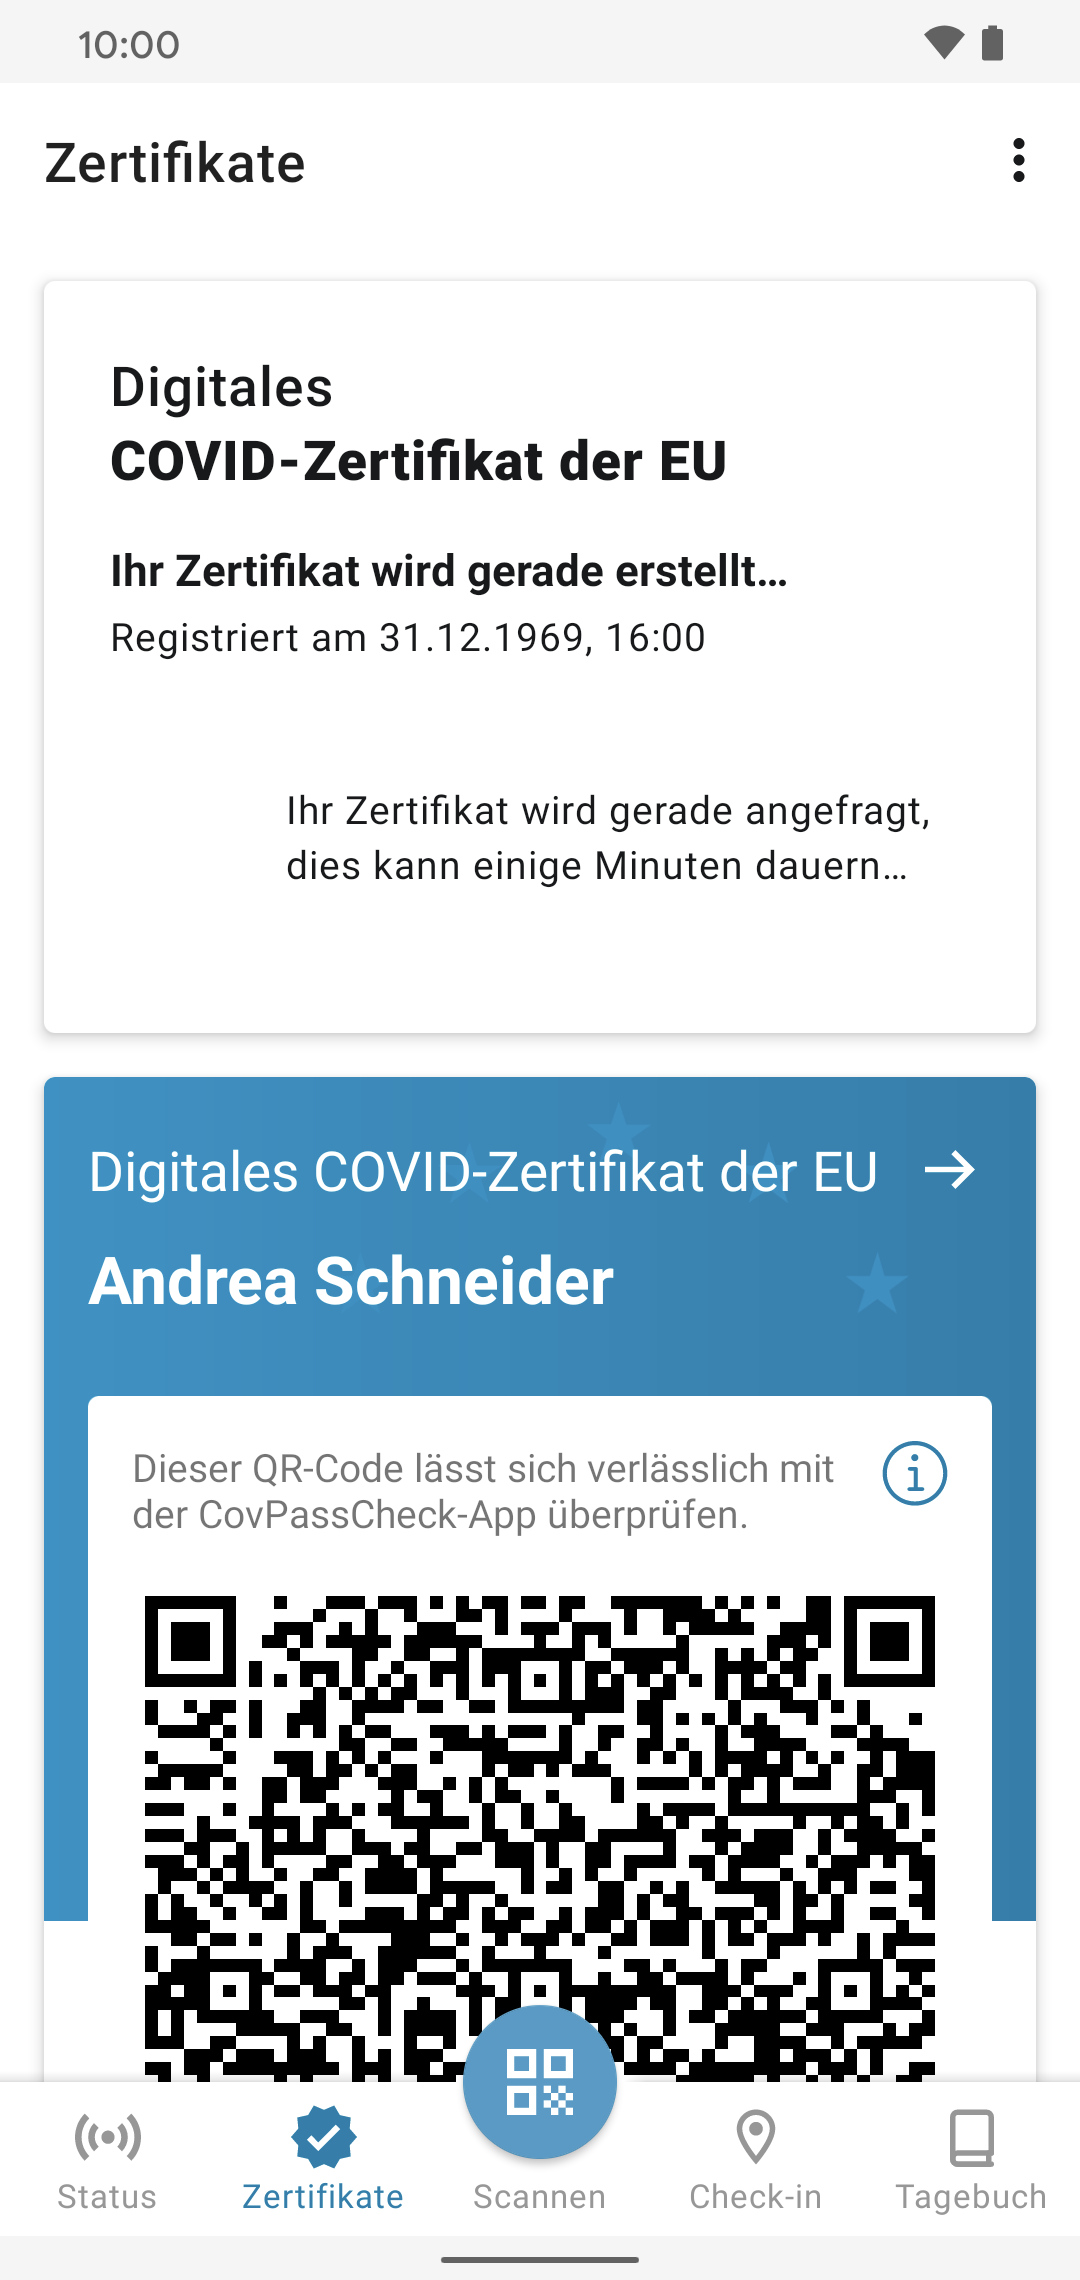 10:00
Zertifikate
Digitales
COVID-Zertifikat der EU
Ihr Zertifikat wird gerade erstellt…
Registriert am 31.12.1969, 16:00
Ihr Zertifikat wird gerade angefragt,
dies kann einige Minuten dauern…
Digitales COVID-Zertifikat der EU
Andrea Schneider
Dieser QR-Code lässt sich verlässlich mit
der CovPassCheck-App überprüfen.
Status
Zertifikate
Scannen
Check-in
Tagebuch